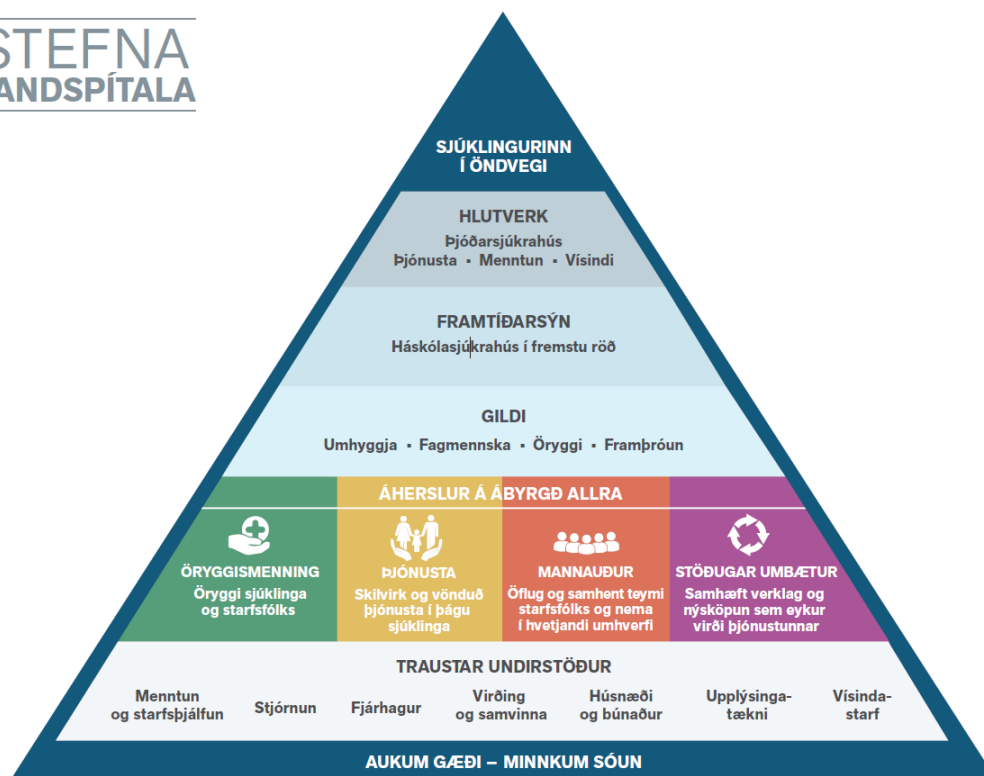 STEFNA
ANDSPÍTALA
SJÚKLINGURINN
Í ÖNDVEGI
HLUTVERK
Þjóðarsjúkrahús
Þjónusta ▪ Menntun ▪ Vísindi
FRAMTÍÐARSÝN
Háskólasjúkrahús í fremstu röð
GILDI
Umhyggja ▪ Fagmennska ▪ Öryggi ▪ Framþróun
ÁHERSLUR Á ÁBYRGÐ ALLRA
ÖRYGGISMENNING
Öryggi sjúklinga
og starfsfólks
ÞJÓNUSTA
Skilvirk og vönduð
þjónusta í þágu
sjúklinga
MANNAUÐUR
Öflug og samhent teymi
starfsfólks og nema
í hvetjandi umhverfi
STÖÐUGAR UMBÆTUR
Samhæft verklag og
nýsköpun sem eykur
virði þjónustunnar
TRAUSTAR UNDIRSTÖÐUR
Menntun
og starfsþjálfun
Stjórnun
Fjárhagur
Virðing
og samvinna
Húsnæði
og búnaður
Upplýsinga-
tækni
Vísinda-
starf
AUKUM GÆÐI – MINNKUM SÓUN